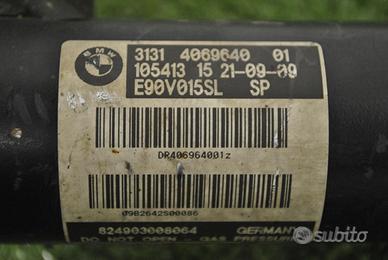 BMW
3131 4069640 01
105413 15 21-09-09
E90V015SL SP
DR406964001z
0982642S00086
824903006064 GERMANY
DO NOT OPEN - GAS PRESSURE
subito